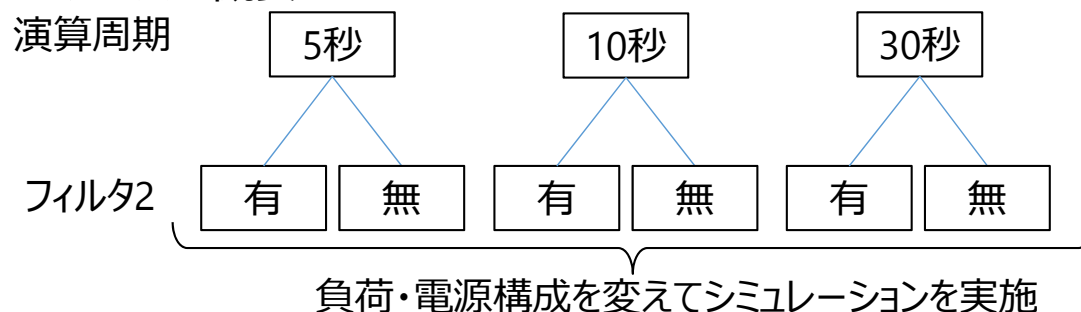 演算周期 5秒 10秒 30秒
フィルタ2 有 無 有 無 有 無
負荷・電源構成を変えてシミュレーションを実施